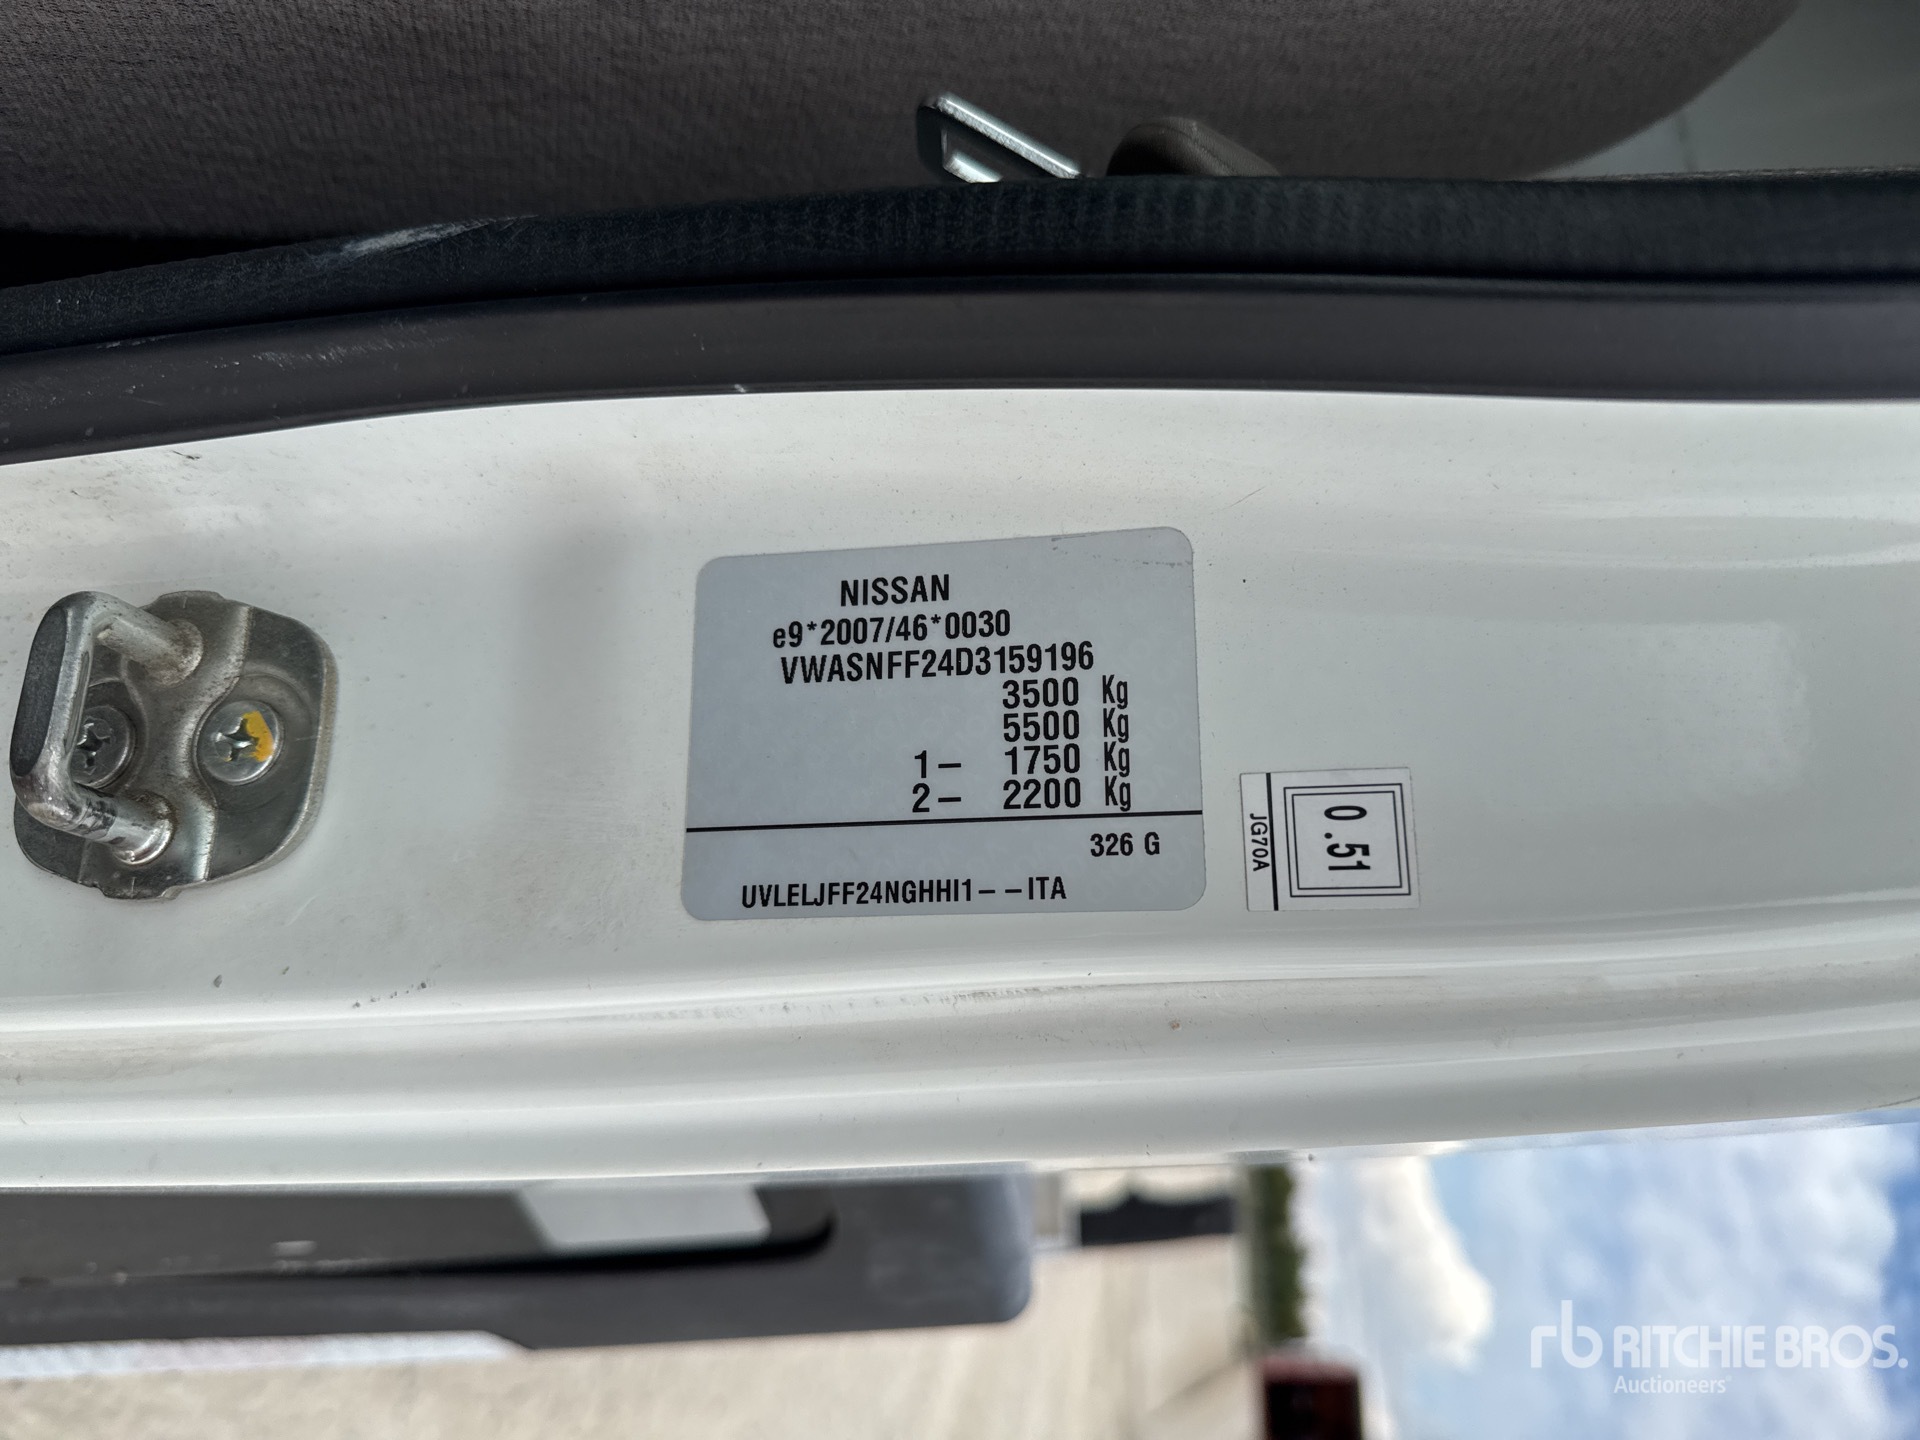 NISSAN
e9*2007/46*0030
VWASNFF24D3159196
3500 Kg
5500 Kg
1- 1750 Kg
2- 2200 Kg
326 G
UVLELJFF24NGHHI1--ITA
JG70A
0.51
rb RITCHIE BROS.
Auctioneers